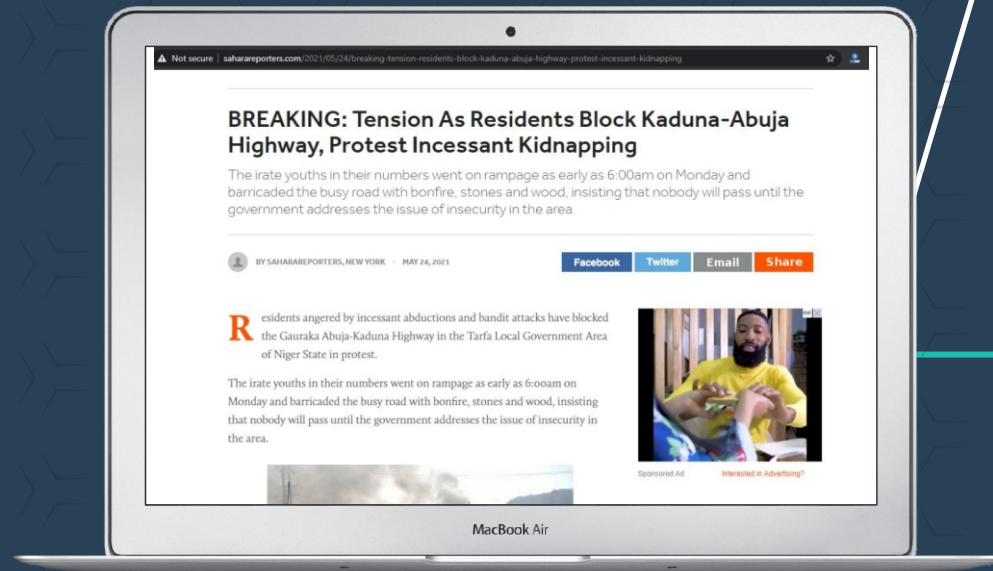 Not secure | saharareporters.com/2021/05/24/breaking-tension-residents-block-kaduna-abuja-highway-protest-incessant-kidnapping
BREAKING: Tension As Residents Block Kaduna-Abuja
Highway, Protest Incessant Kidnapping
The irate youths in their numbers went on rampage as early as 6:00am on Monday and
barricaded the busy road with bonfire, stones and wood, insisting that nobody will pass until the
government addresses the issue of insecurity in the area.
BY SAHARAREPORTERS, NEW YORK - MAY 24, 2021
Facebook Twitter Email Share
Residents angered by incessant abductions and bandit attacks have blocked
the Gauraka Abuja-Kaduna Highway in the Tarfa Local Government Area
of Niger State in protest.
The irate youths in their numbers went on rampage as early as 6:00am on
Monday and barricaded the busy road with bonfire, stones and wood, insisting
that nobody will pass until the government addresses the issue of insecurity in
the area.
Sponsored Ad Interested in Advertising?
MacBook Air